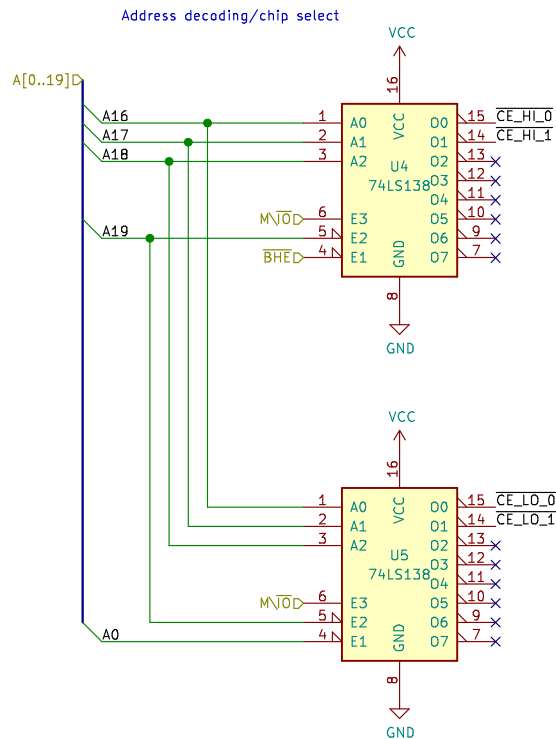 Address decoding/chip select
VCC
A[0..19]
16
A16 1 A0 VCC O0 15 CE_HI_0
A17 2 A1 O1 14 CE_HI_1
A18 3 A2 O2 13
U4 O3 12
74LS138 O4 11
M\IO 6 E3 O5 10
A19 5 E2 O6 9
BHE 4 E1 GND O7 7
8
GND
VCC
16
1 A0 VCC O0 15 CE_LO_0
2 A1 O1 14 CE_LO_1
3 A2 O2 13
U5 O3 12
74LS138 O4 11
M\IO 6 E3 O5 10
5 E2 O6 9
A0 4 E1 GND O7 7
8
GND